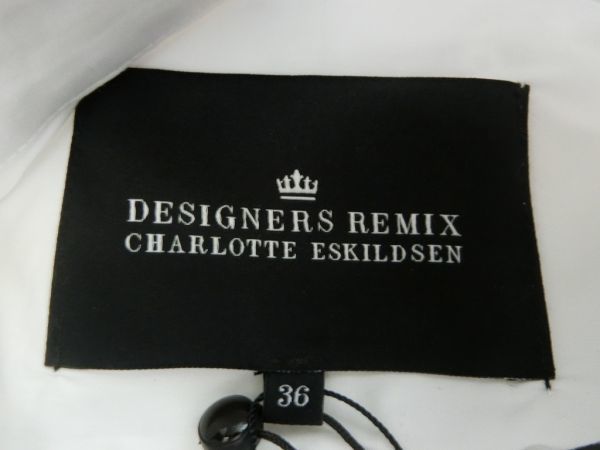 DESIGNERS REMIX
CHARLOTTE ESKILDSEN
36